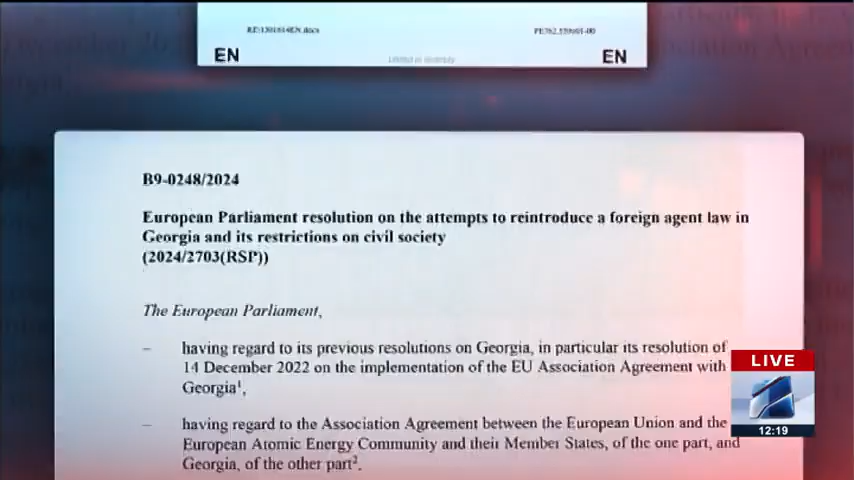 EN
EN
B9-0248/2024
European Parliament resolution on the attempts to reintroduce a foreign agent law in
Georgia and its restrictions on civil society
(2024/2703(RSP))
The European Parliament,
– having regard to its previous resolutions on Georgia, in particular its resolution of
14 December 2022 on the implementation of the EU Association Agreement with
Georgia¹,
– having regard to the Association Agreement between the European Union and the
European Atomic Energy Community and their Member States, of the one part, and
Georgia, of the other part²,
LIVE
12:19